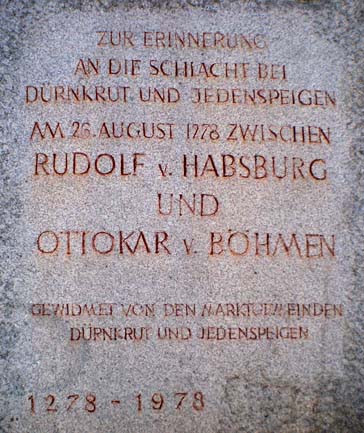 ZUR ERINNERUNG
AN DIE SCHLACHT BEI
DÜRNKRUT UND JEDENSPEIGEN
AM 26. AUGUST 1278 ZWISCHEN
RUDOLF v. HABSBURG
UND
OTTOKAR v. BÖHMEN
GEWIDMET VON DEN MARKTGEMEINDEN
DÜRNKRUT UND JEDENSPEIGEN
1278 - 1978